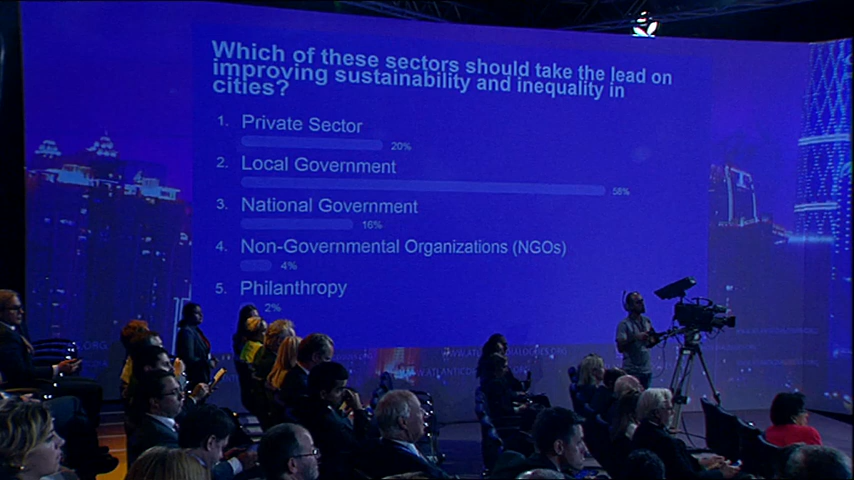 Which of these sectors should take the lead on
improving sustainability and inequality in
cities?
1. Private Sector
20%
2. Local Government
58%
3. National Government
16%
4. Non-Governmental Organizations (NGOs)
4%
5. Philanthropy
2%